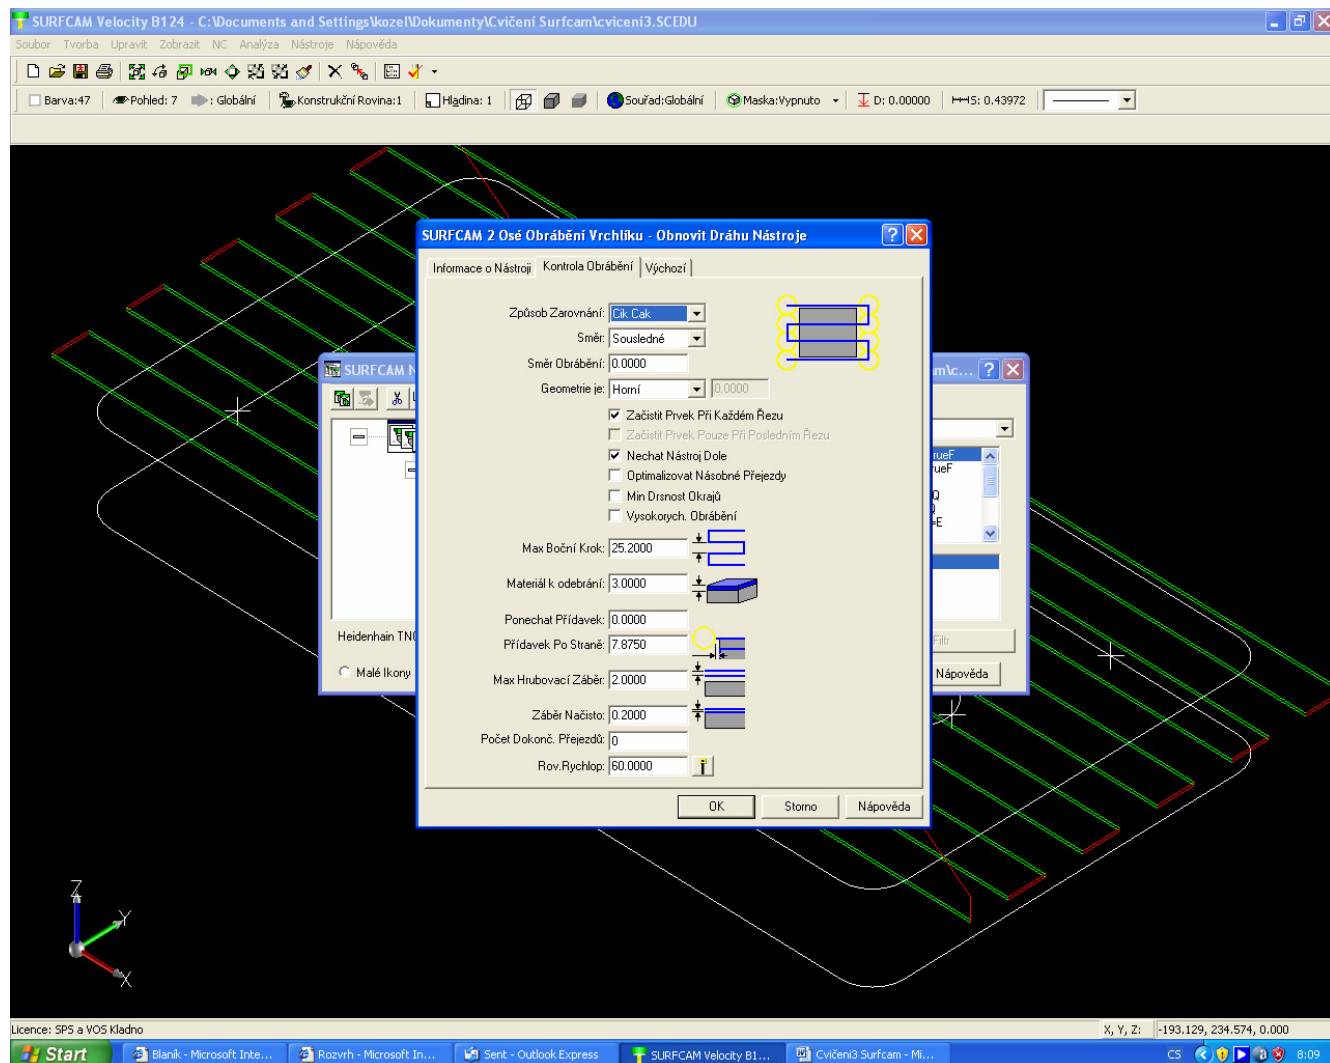 SURFCAM Velocity B124 - C:\Documents and Settings\kozel\Dokumenty\Cvičení Surfcam\cviceni3.SCEDU
Soubor Tvorba Upravit Zobrazit NC Analýza Nástroje Nápověda
Barva:47 Pohled: 7 : Globální Konstrukční Rovina:1 Hladina: 1 Souřad:Globální Maska:Vypnuto D: 0.00000 S: 0.43972
SURFCAM 2 Osé Obrábění Vrchlíku - Obnovit Dráhu Nástroje
Informace o Nástroji Kontrola Obrábění Výchozí
Způsob Zarovnání: Cik Cak
Směr: Sousledné
Směr Obrábění: 0.0000
Geometrie je: Horní 0.0000
Začistit Prvek Při Každém Řezu
Začistit Prvek Pouze Při Posledním Řezu
Nechat Nástroj Dole
Optimalizovat Násobné Přejezdy
Min Drsnost Okrajů
Vysokorych. Obrábění
Max Boční Krok: 25.2000
Materiál k odebrání: 3.0000
Ponechat Přídavek: 0.0000
Přídavek Po Straně: 7.8750
Max Hrubovací Záběr: 2.0000
Záběr Načisto: 0.2000
Počet Dokonč. Přejezdů: 0
Rov.Rychlop: 60.0000
OK Storno Nápověda
SURFCAM N
m\c...
rueF
rueF
Q
Q
=E
Heidenhain TN
Filtr
Malé Ikony
Nápověda
Z
Y
X
Licence: SPS a VOS Kladno
X, Y, Z: -193.129, 234.574, 0.000
Start Blaník - Microsoft Inte... Rozvrh - Microsoft In... Sent - Outlook Express SURFCAM Velocity B1... Cvičení3 Surfcam - Mi... CS 8:09